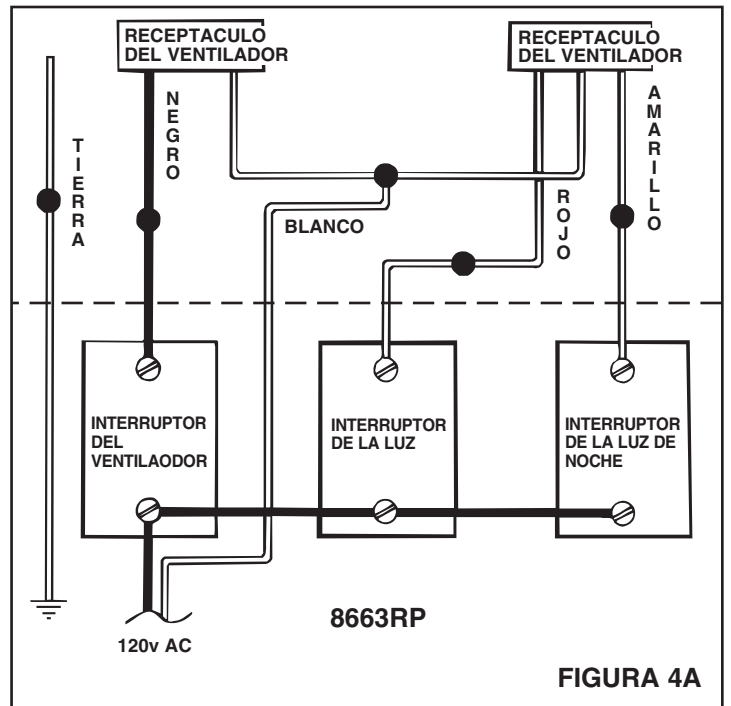 RECEPTACULO
DEL VENTILADOR
RECEPTACULO
DEL VENTILADOR
TIERRA
NEGRO
BLANCO
ROJO
AMARILLO
INTERRUPTOR
DEL
VENTILAODOR
INTERRUPTOR
DE LA LUZ
INTERRUPTOR
DE LA LUZ DE
NOCHE
120v AC
8663RP
FIGURA 4A